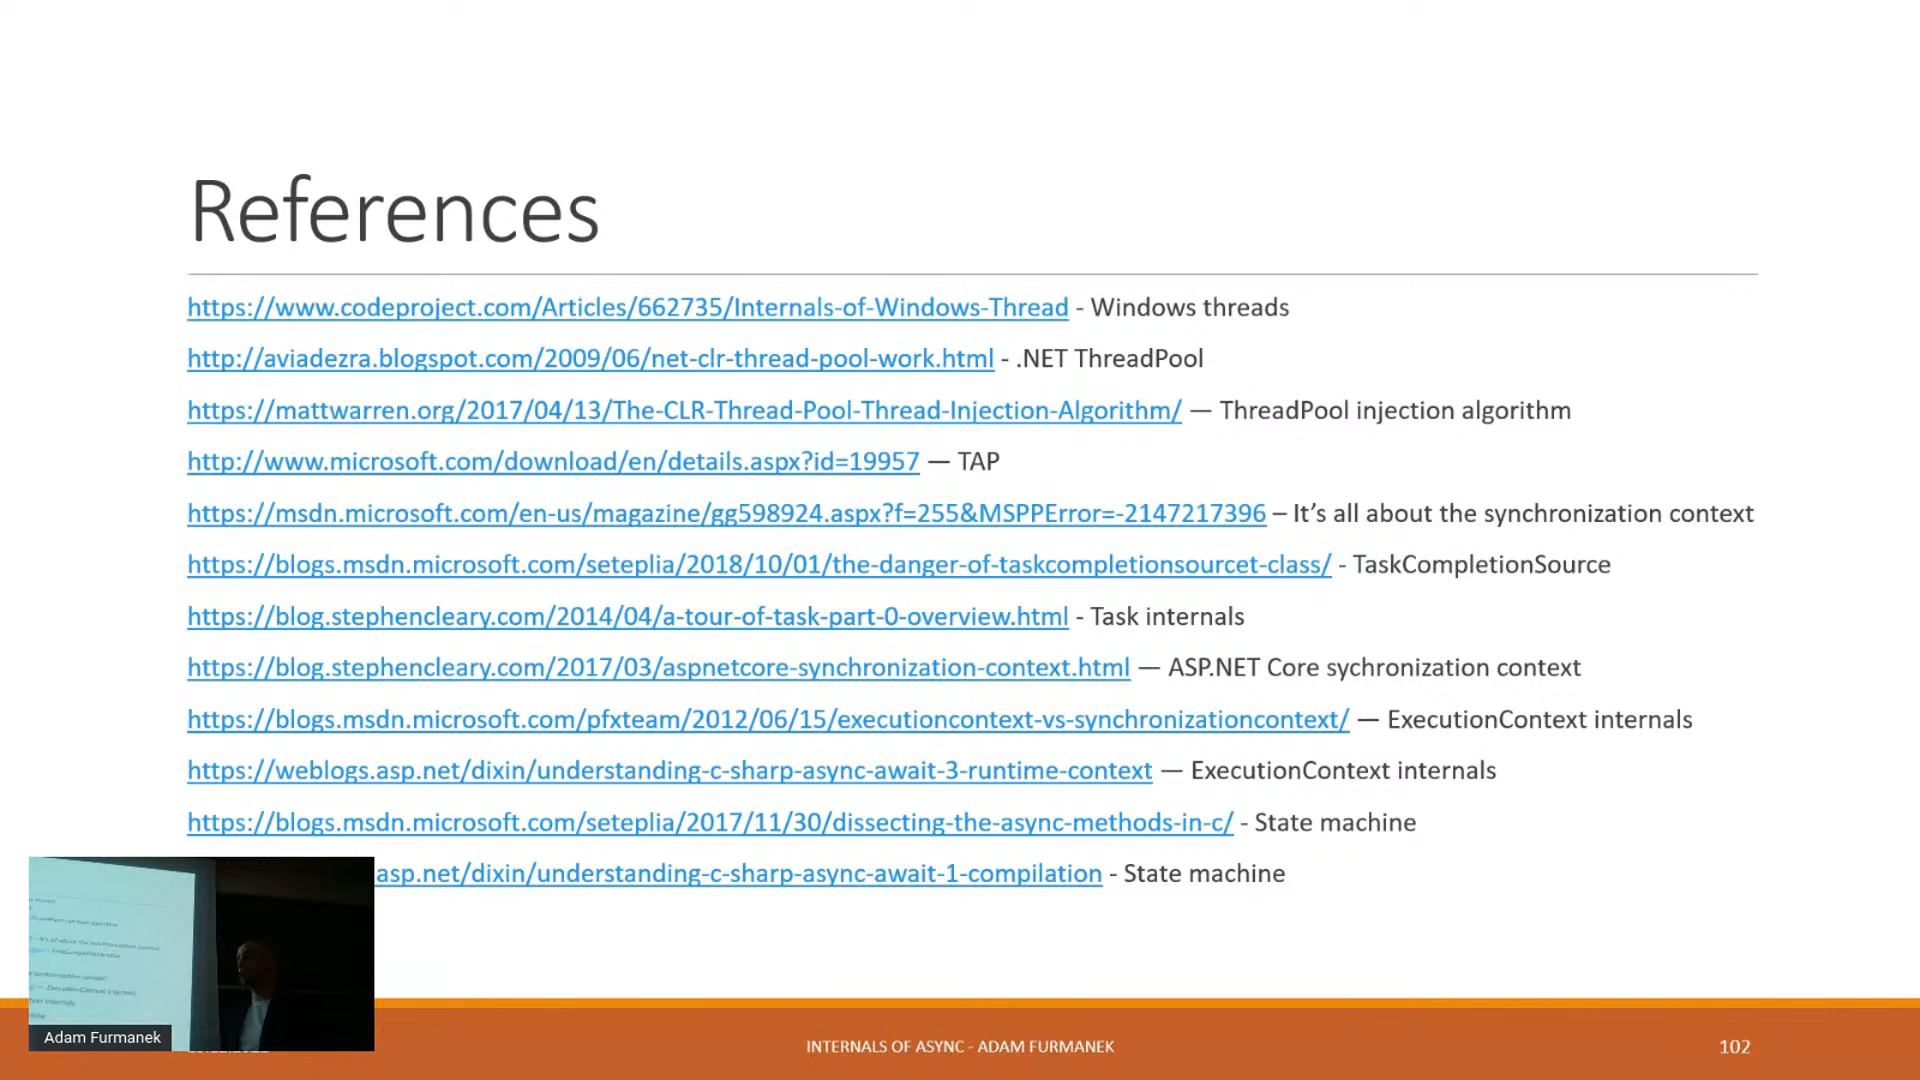 References
https://www.codeproject.com/Articles/662735/Internals-of-Windows-Thread - Windows threads
http://aviadezra.blogspot.com/2009/06/net-clr-thread-pool-work.html - .NET ThreadPool
https://mattwarren.org/2017/04/13/The-CLR-Thread-Pool-Thread-Injection-Algorithm/ — ThreadPool injection algorithm
http://www.microsoft.com/download/en/details.aspx?id=19957 — TAP
https://msdn.microsoft.com/en-us/magazine/gg598924.aspx?f=255&MSPPError=-2147217396 – It's all about the synchronization context
https://blogs.msdn.microsoft.com/seteplia/2018/10/01/the-danger-of-taskcompletionsourcet-class/ - TaskCompletionSource
https://blog.stephencleary.com/2014/04/a-tour-of-task-part-0-overview.html - Task internals
https://blog.stephencleary.com/2017/03/aspnetcore-synchronization-context.html — ASP.NET Core sychronization context
https://blogs.msdn.microsoft.com/pfxteam/2012/06/15/executioncontext-vs-synchronizationcontext/ — ExecutionContext internals
https://weblogs.asp.net/dixin/understanding-c-sharp-async-await-3-runtime-context — ExecutionContext internals
https://blogs.msdn.microsoft.com/seteplia/2017/11/30/dissecting-the-async-methods-in-c/ - State machine
asp.net/dixin/understanding-c-sharp-async-await-1-compilation - State machine
Adam Furmanek
INTERNALS OF ASYNC - ADAM FURMANEK
102